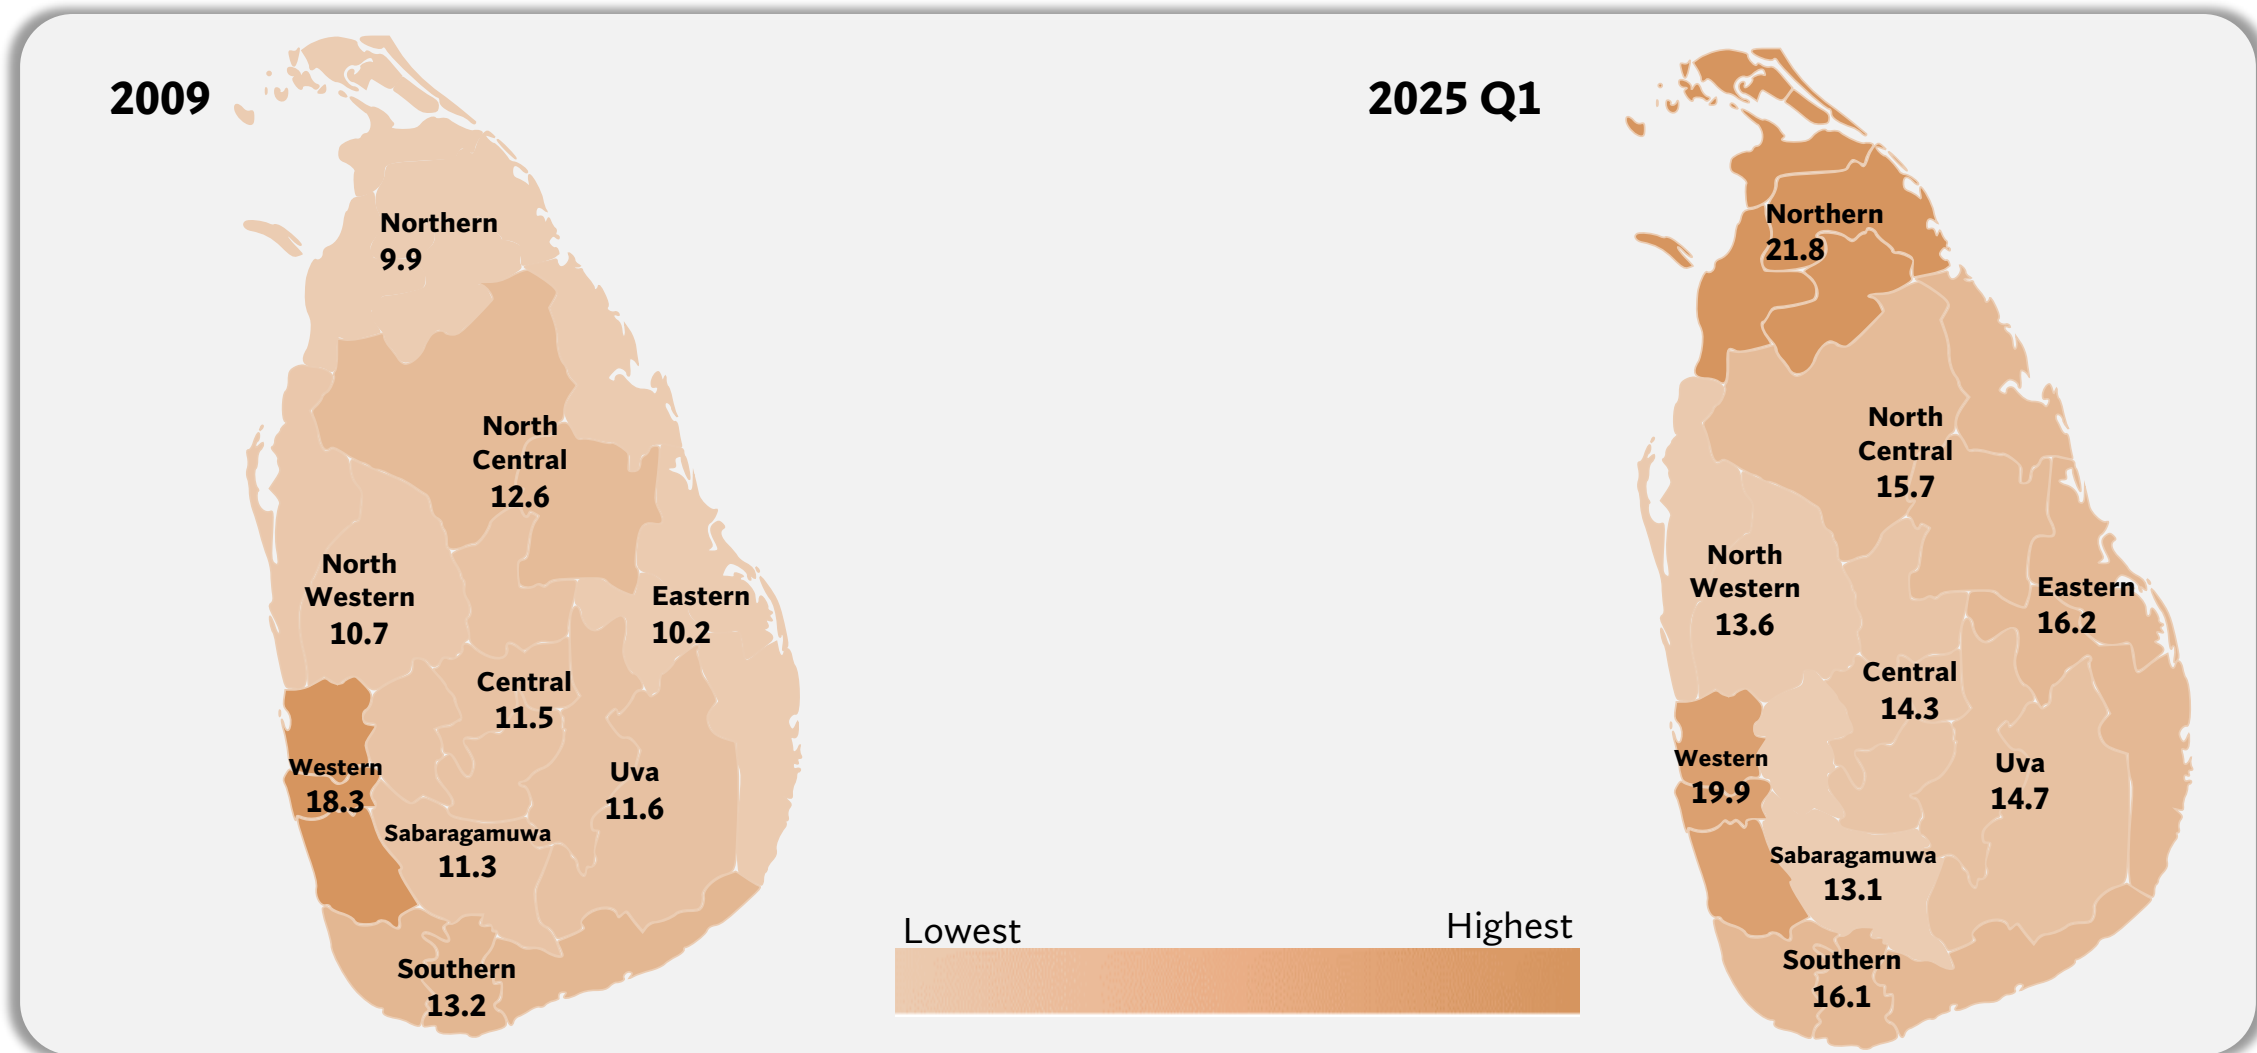 2009
Northern
9.9
North
Central
12.6
North
Western
10.7
Eastern
10.2
Central
11.5
Western
18.3
Uva
11.6
Sabaragamuwa
11.3
Southern
13.2
Lowest
Highest
2025 Q1
Northern
21.8
North
Central
15.7
North
Western
13.6
Eastern
16.2
Central
14.3
Western
19.9
Uva
14.7
Sabaragamuwa
13.1
Southern
16.1